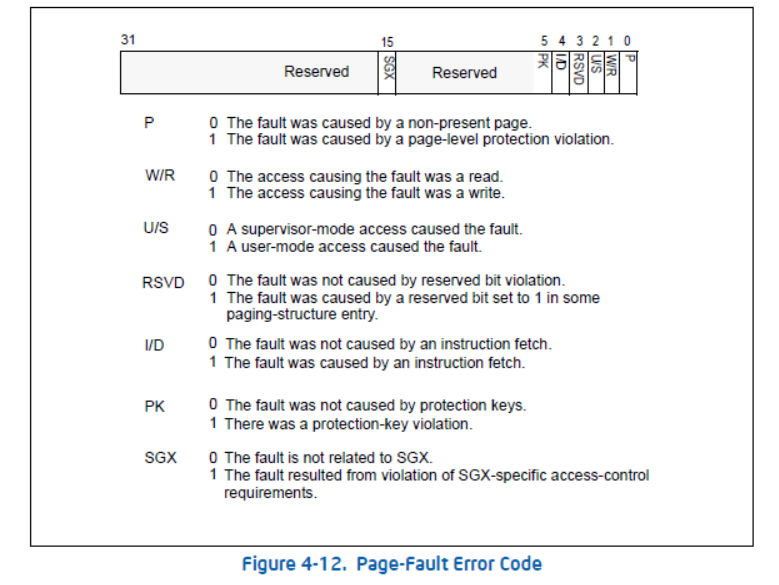 31 15 5 4 3 2 1 0
Reserved SGX Reserved PK I/D RSVD U/S W/R P
P 0 The fault was caused by a non-present page.
1 The fault was caused by a page-level protection violation.
W/R 0 The access causing the fault was a read.
1 The access causing the fault was a write.
U/S 0 A supervisor-mode access caused the fault.
1 A user-mode access caused the fault.
RSVD 0 The fault was not caused by reserved bit violation.
1 The fault was caused by a reserved bit set to 1 in some
paging-structure entry.
I/D 0 The fault was not caused by an instruction fetch.
1 The fault was caused by an instruction fetch.
PK 0 The fault was not caused by protection keys.
1 There was a protection-key violation.
SGX 0 The fault is not related to SGX.
1 The fault resulted from violation of SGX-specific access-control
requirements.
Figure 4-12. Page-Fault Error Code